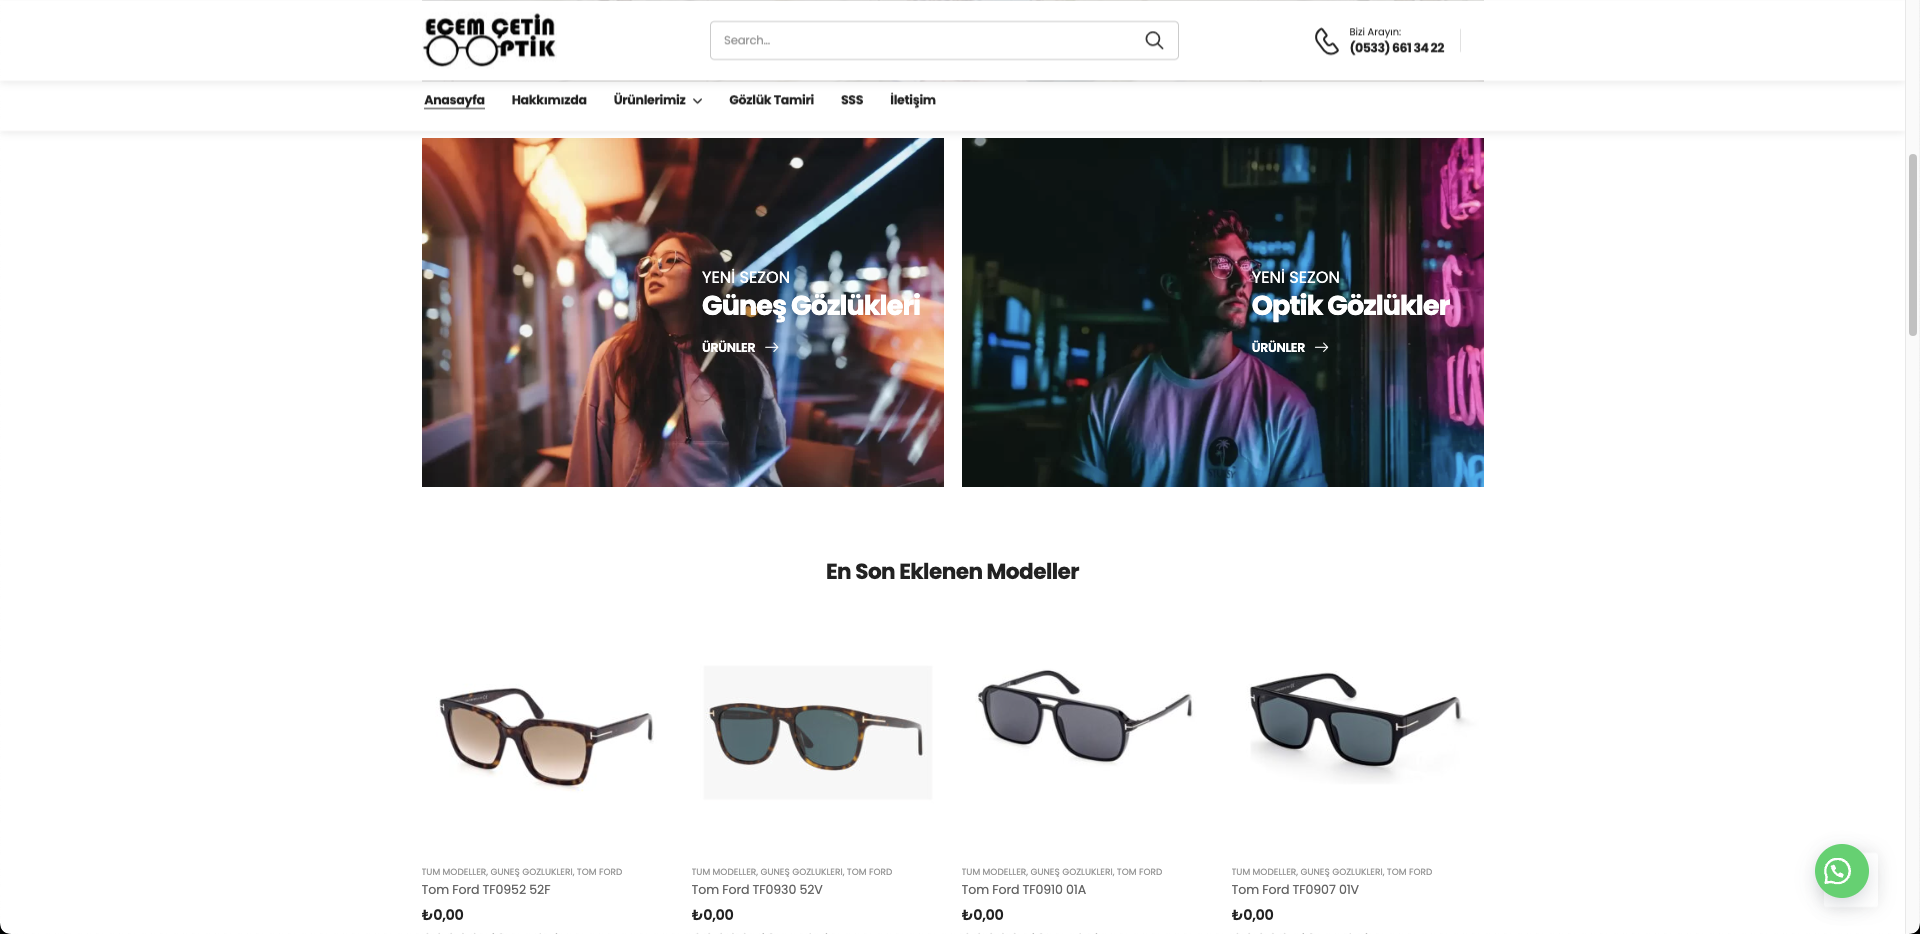 ECEM ÇETİN
OPTİK
Search...
Bizi Arayın:
(0533) 661 34 22
Anasayfa
Hakkımızda
Ürünlerimiz
Gözlük Tamiri
SSS
İletişim
YENİ SEZON
Güneş Gözlükleri
ÜRÜNLER
YENİ SEZON
Optik Gözlükler
ÜRÜNLER
En Son Eklenen Modeller
TUM MODELLER, GUNEŞ GOZLUKLERI, TOM FORD
Tom Ford TF0952 52F
₺0,00
TUM MODELLER, GUNEŞ GOZLUKLERI, TOM FORD
Tom Ford TF0930 52V
₺0,00
TUM MODELLER, GUNEŞ GOZLUKLERI, TOM FORD
Tom Ford TF0910 01A
₺0,00
TUM MODELLER, GUNEŞ GOZLUKLERI, TOM FORD
Tom Ford TF0907 01V
₺0,00